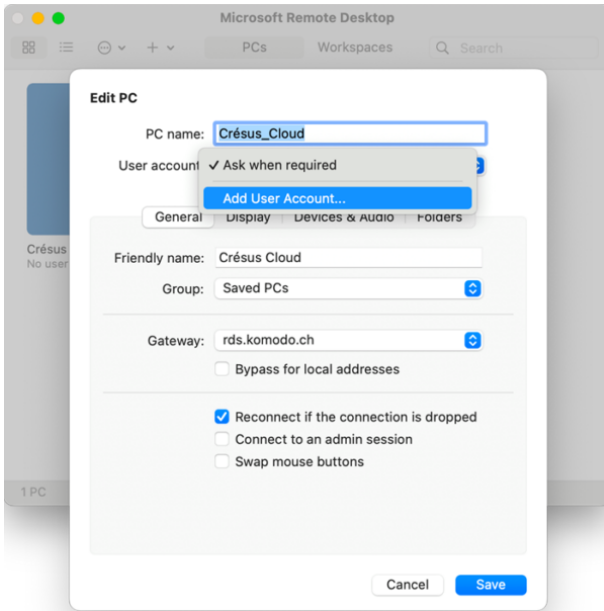 Microsoft Remote Desktop
PCs
Workspaces
Search
Edit PC
PC name: Crésus_Cloud
User account
✓ Ask when required
Add User Account...
General
Display
Devices & Audio
Folders
Crésus
No user
Friendly name: Crésus Cloud
Group: Saved PCs
Gateway: rds.komodo.ch
Bypass for local addresses
Reconnect if the connection is dropped
Connect to an admin session
Swap mouse buttons
1 PC
Cancel
Save